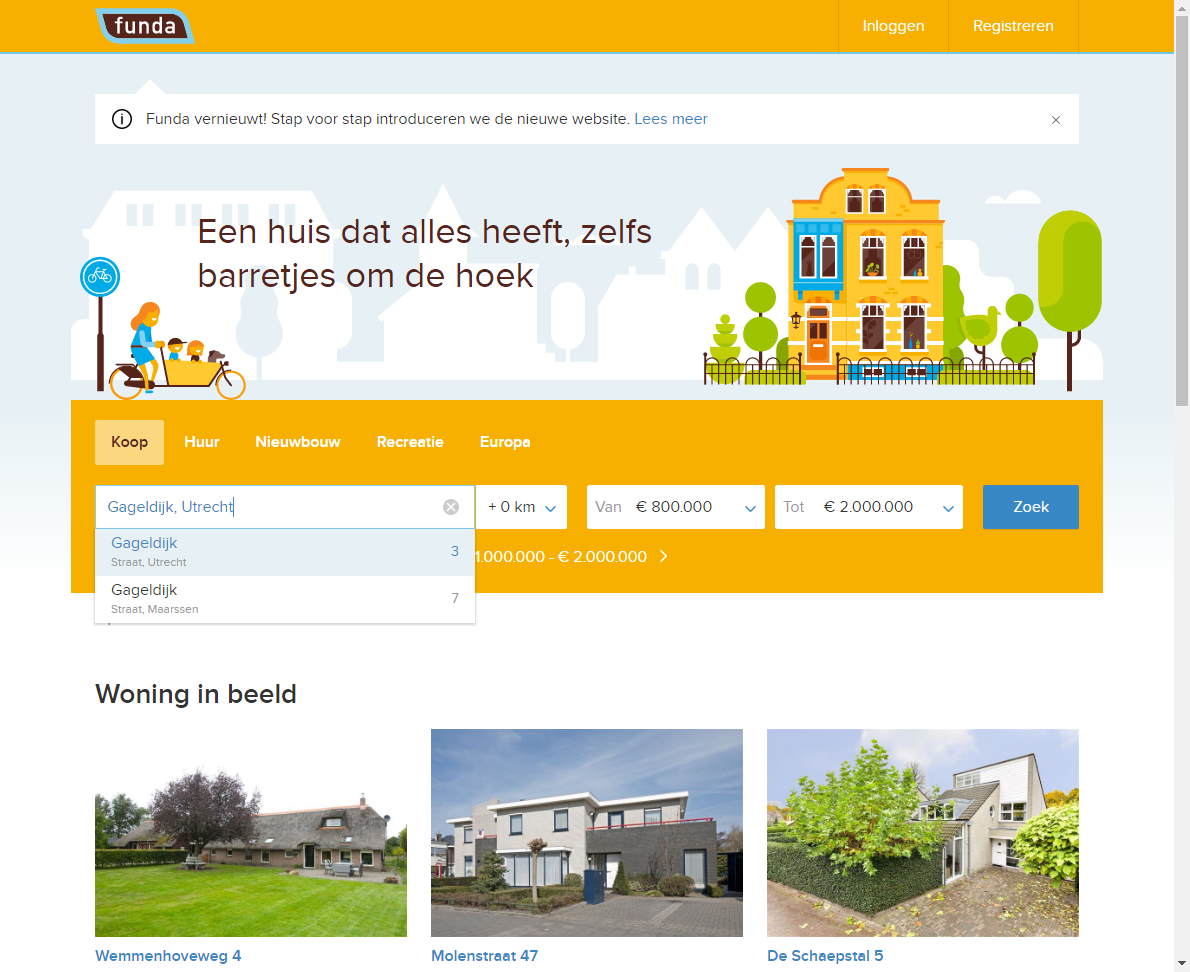 funda
Inloggen
Registreren
Funda vernieuwt! Stap voor stap introduceren we de nieuwe website. Lees meer
Een huis dat alles heeft, zelfs
barretjes om de hoek
Koop
Huur
Nieuwbouw
Recreatie
Europa
Gageldijk, Utrecht
+ 0 km
Van € 800.000
Tot € 2.000.000
Zoek
Gageldijk
Straat, Utrecht
3
1.000.000 - € 2.000.000
Gageldijk
Straat, Maarssen
7
Woning in beeld
Wemmenhoveweg 4
Molenstraat 47
De Schaepstal 5